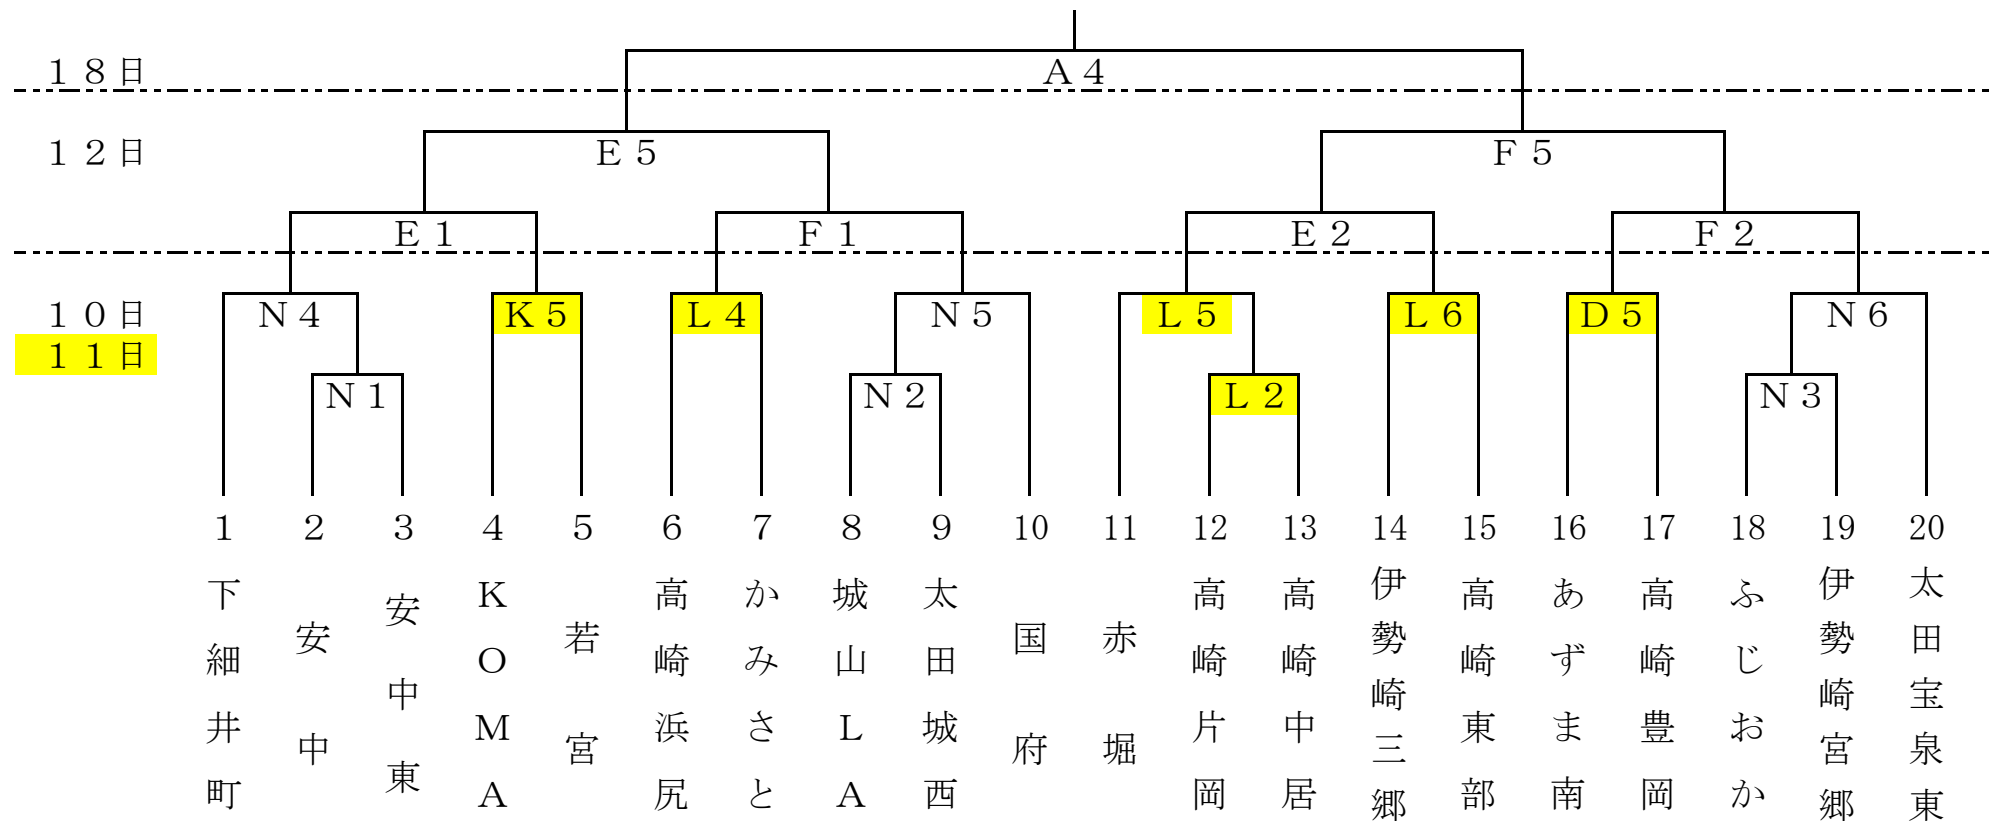 １８日 Ａ４
１２日 Ｅ５ Ｆ５
Ｅ１ Ｆ１ Ｅ２ Ｆ２
１０日 Ｎ４ Ｋ５ Ｌ４ Ｎ５ Ｌ５ Ｌ６ Ｄ５ Ｎ６
１１日
Ｎ１ Ｎ２ Ｌ２ Ｎ３
1 2 3 4 5 6 7 8 9 10 11 12 13 14 15 16 17 18 19 20
下細井町
安中
安中東
ＫＯＭＡ
若宮
高崎浜尻
かみさと
城山ＬＡ
太田城西
国府
赤堀
高崎片岡
高崎中居
伊勢崎三郷
高崎東部
あずま南
高崎豊岡
ふじおか
伊勢崎宮郷
太田宝泉東